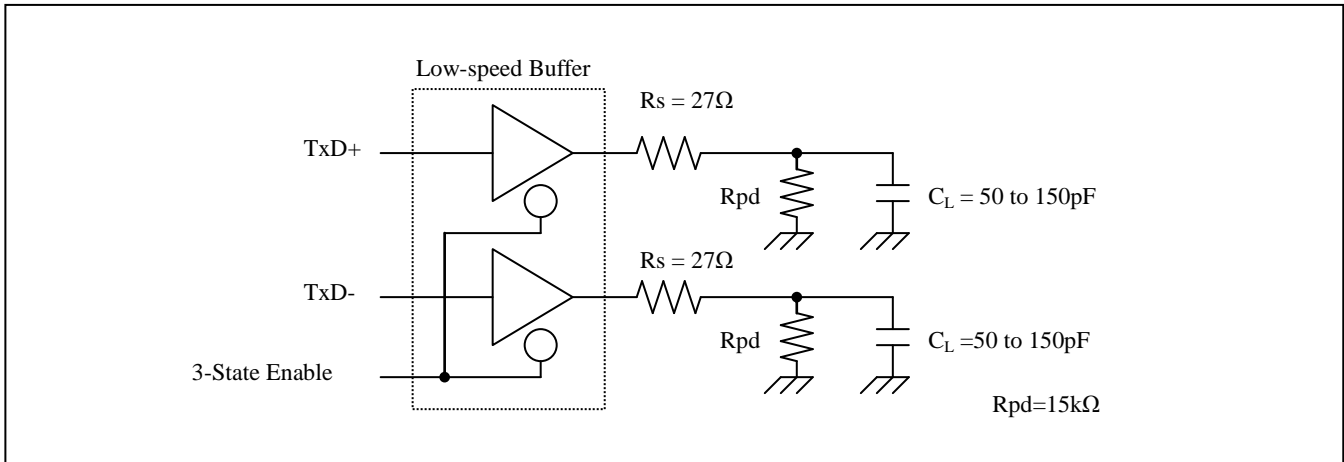 Low-speed Buffer
Rs = 27Ω
TxD+
Rpd
C_L = 50 to 150pF
Rs = 27Ω
TxD-
Rpd
C_L =50 to 150pF
3-State Enable
Rpd=15kΩ